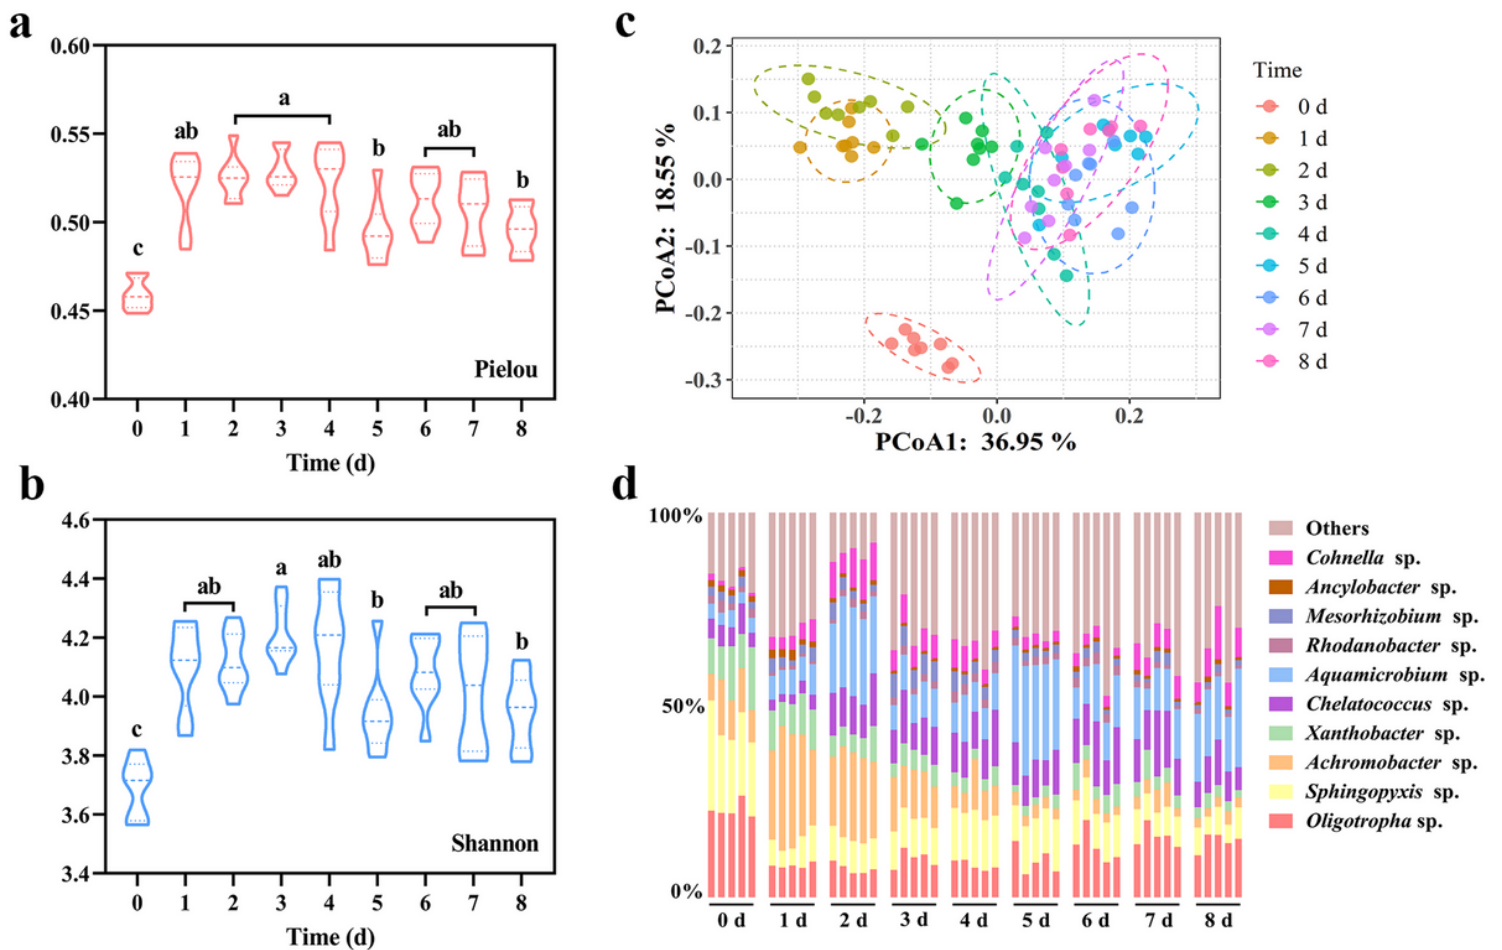 a
0.60
0.55
0.50
0.45
0.40
c
ab
a
b
ab
b
Pielou
0 1 2 3 4 5 6 7 8
Time (d)
b
4.6
4.4
4.2
4.0
3.8
3.6
3.4
c
ab
a
ab
b
ab
b
Shannon
0 1 2 3 4 5 6 7 8
Time (d)
c
PCoA2: 18.55 %
0.2
0.1
0.0
-0.1
-0.2
-0.3
-0.2 0.0 0.2
PCoA1: 36.95 %
Time
0 d
1 d
2 d
3 d
4 d
5 d
6 d
7 d
8 d
d
100%
50%
0%
0 d 1 d 2 d 3 d 4 d 5 d 6 d 7 d 8 d
Others
Cohnella sp.
Ancylobacter sp.
Mesorhizobium sp.
Rhodanobacter sp.
Aquamicrobium sp.
Chelatococcus sp.
Xanthobacter sp.
Achromobacter sp.
Sphingopyxis sp.
Oligotropha sp.